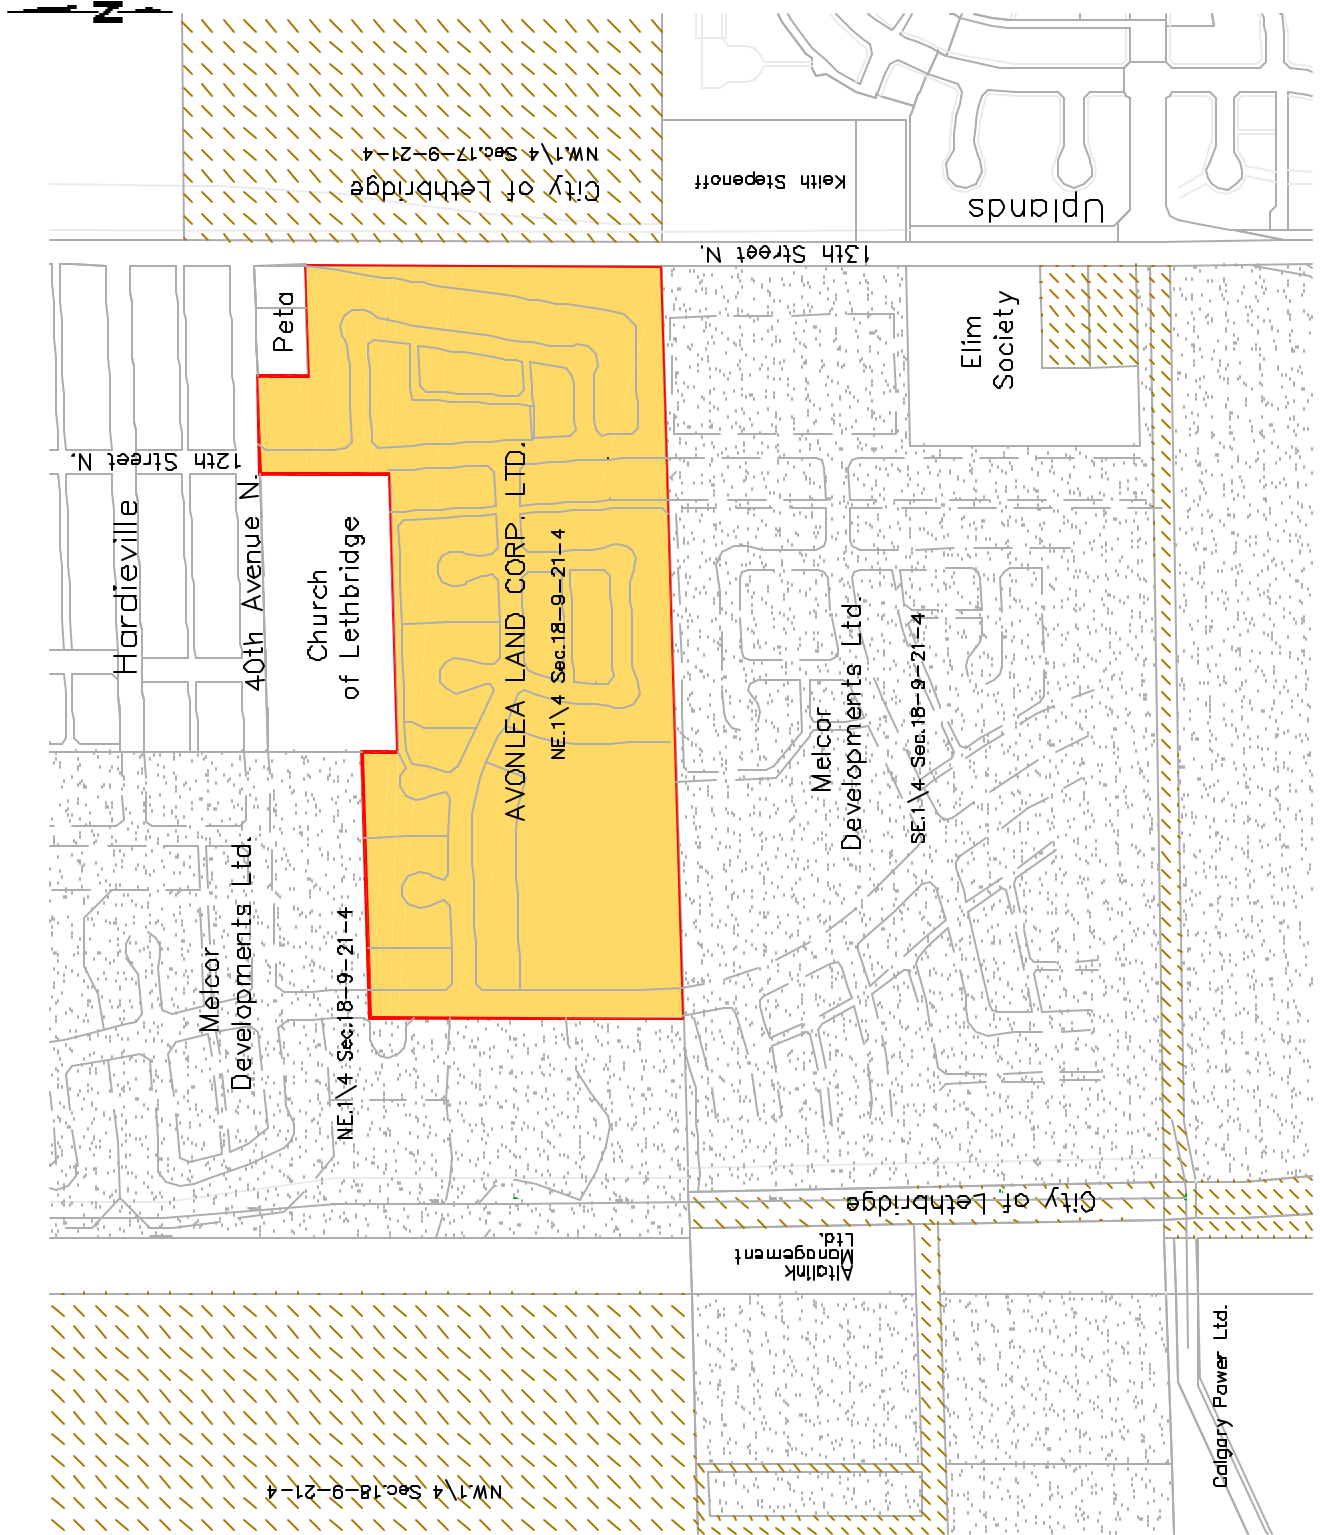 N
NW.1\4 Sec.17-9-21-4
City of Lethbridge
Keith Stepenoff
Uplands
13th Street N.
Peta
Elim
Society
12th Street N.
Hardieville
40th Avenue N.
Church
of Lethbridge
AVONLEA LAND CORP. LTD.
NE.1\4 Sec.18-9-21-4
Melcor
Developments Ltd.
SE.1\4 Sec.18-9-21-4
Melcor
Developments Ltd.
NE.1\4 Sec.18-9-21-4
City of Lethbridge
Altalink
Management
Ltd.
Calgary Power Ltd.
NW.1\4 Sec.18-9-21-4